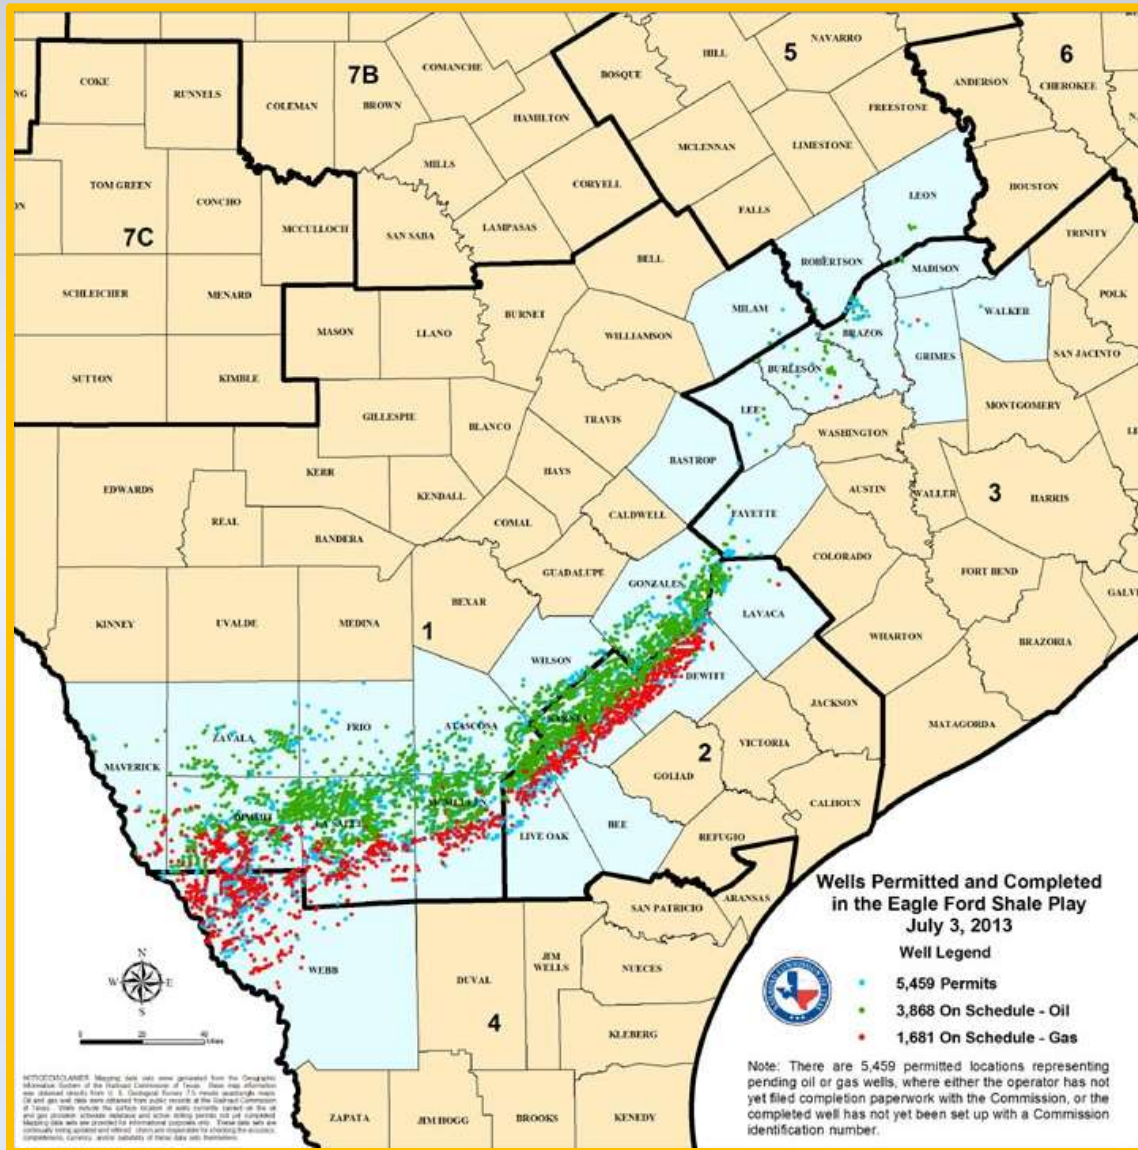 NAVARRO
HILL
5
6
COMANCHE
7B
BOSQUE
ANDERSON
CHEROKEE
COKE
RUNNELS
COLEMAN
BROWN
FREESTONE
HAMILTON
MCLENNAN
LIMESTONE
MILLS
CORYELL
LEON
HOUSTON
TOM GREEN
CONCHO
FALLS
7C
MCCULLOCH
SAN SABA
LAMPASAS
TRINITY
BELL
ROBERTSON
MADISON
SCHLEICHER
MENARD
POLK
MILAM
WALKER
BURNET
MASON
LLANO
WILLIAMSON
BRAZOS
GRIMES
SAN JACINTO
SUTTON
KIMBLE
BURLESON
MONTGOMERY
GILLESPIE
LEE
TRAVIS
BLANCO
WASHINGTON
BASTROP
KERR
HAYS
EDWARDS
AUSTIN
WALLER
3
HARRIS
KENDALL
REAL
CALDWELL
FAYETTE
COMAL
BANDERA
COLORADO
GUADALUPE
FORT BEND
GONZALES
BEXAR
LAVACA
KINNEY
UVALDE
MEDINA
1
WHARTON
BRAZORIA
WILSON
DEWITT
JACKSON
KARNES
MATAGORDA
FRIO
ATASCOSA
ZAVALA
VICTORIA
2
MAVERICK
GOLIAD
CALHOUN
DIMMIT
LA SALLE
MCMULLEN
LIVE OAK
BEE
REFUGIO
ARANSAS
SAN PATRICIO
WEBB
DUVAL
JIM
WELLS
NUECES
4
KLEBERG
ZAPATA
JIM HOGG
BROOKS
KENEDY
N
W
E
S
0
20
40
Miles
Wells Permitted and Completed
in the Eagle Ford Shale Play
July 3, 2013
Well Legend
5,459 Permits
3,868 On Schedule - Oil
1,681 On Schedule - Gas
Note: There are 5,459 permitted locations representing
pending oil or gas wells, where either the operator has not
yet filed completion paperwork with the Commission, or the
completed well has not yet been set up with a Commission
identification number.